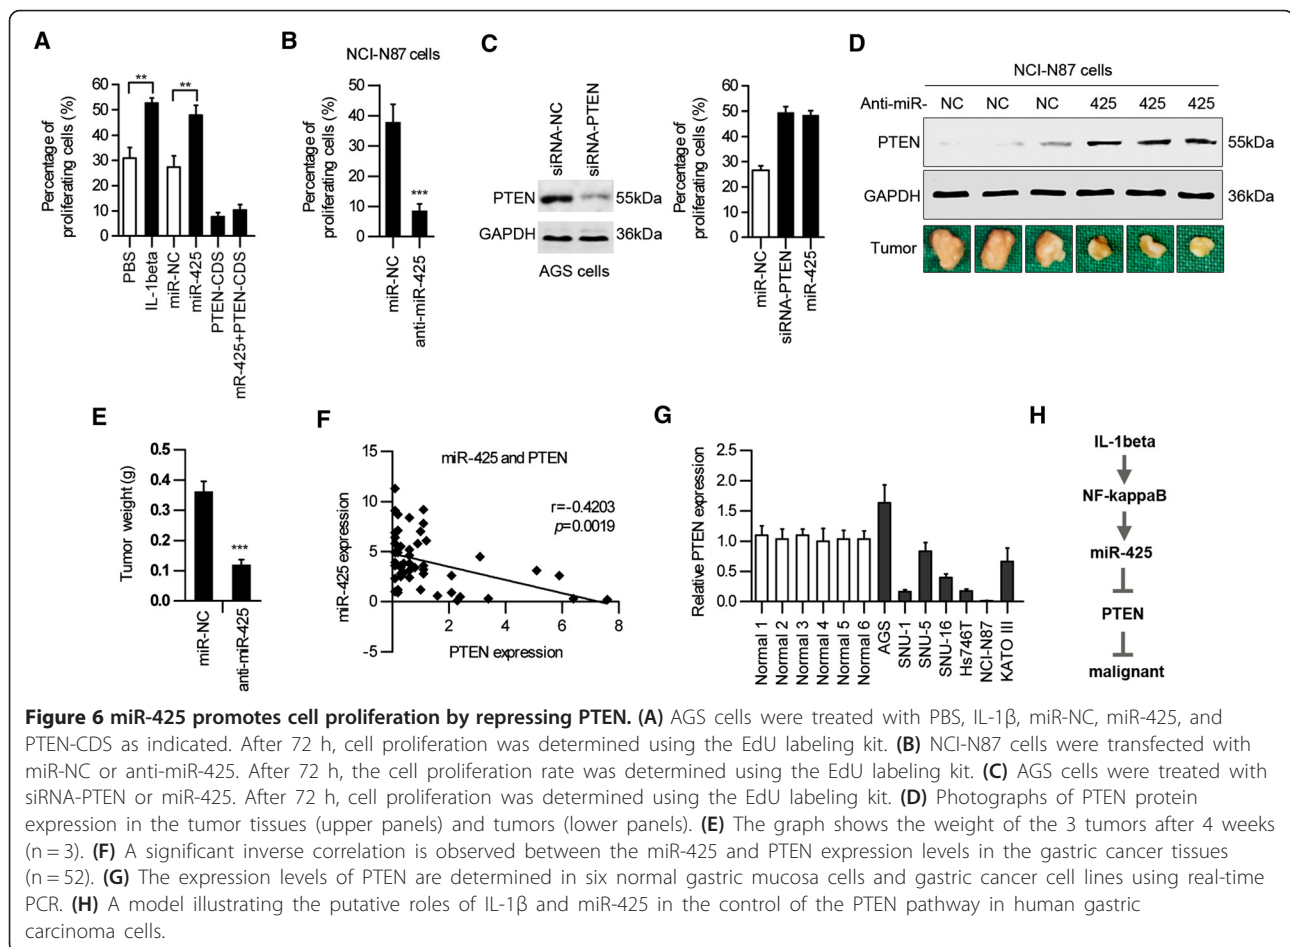 A
Percentage of
proliferating cells (%)
60
50
40
30
20
10
0
**
**
PBS
IL-1beta
miR-NC
miR-425
PTEN-CDS
mR-425+PTEN-CDS
B
NCI-N87 cells
Percentage of
proliferating cells (%)
50
40
30
20
10
0
***
miR-NC
anti-miR-425
C
siRNA-NC
siRNA-PTEN
PTEN
55kDa
GAPDH
36kDa
AGS cells
Percentage of
proliferating cells (%)
60
50
40
30
20
10
0
miR-NC
siRNA-PTEN
miR-425
D
NCI-N87 cells
Anti-miR- NC NC NC 425 425 425
PTEN
55kDa
GAPDH
36kDa
Tumor
E
Tumor weight (g)
0.5
0.4
0.3
0.2
0.1
0.0
***
miR-NC
anti-miR-425
F
miR-425 and PTEN
r=-0.4203
p=0.0019
miR-425 expression
15
10
5
0
-5
2 4 6 8
PTEN expression
G
Relative PTEN expression
2.5
2.0
1.5
1.0
0.5
0.0
Normal 1
Normal 2
Normal 3
Normal 4
Normal 5
Normal 6
AGS
SNU-1
SNU-5
SNU-16
Hs746T
NCI-N87
KATO III
H
IL-1beta
NF-kappaB
miR-425
PTEN
malignant
Figure 6 miR-425 promotes cell proliferation by repressing PTEN. (A) AGS cells were treated with PBS, IL-1β, miR-NC, miR-425, and
PTEN-CDS as indicated. After 72 h, cell proliferation was determined using the EdU labeling kit. (B) NCI-N87 cells were transfected with
miR-NC or anti-miR-425. After 72 h, the cell proliferation rate was determined using the EdU labeling kit. (C) AGS cells were treated with
siRNA-PTEN or miR-425. After 72 h, cell proliferation was determined using the EdU labeling kit. (D) Photographs of PTEN protein
expression in the tumor tissues (upper panels) and tumors (lower panels). (E) The graph shows the weight of the 3 tumors after 4 weeks
(n = 3). (F) A significant inverse correlation is observed between the miR-425 and PTEN expression levels in the gastric cancer tissues
(n = 52). (G) The expression levels of PTEN are determined in six normal gastric mucosa cells and gastric cancer cell lines using real-time
PCR. (H) A model illustrating the putative roles of IL-1β and miR-425 in the control of the PTEN pathway in human gastric
carcinoma cells.